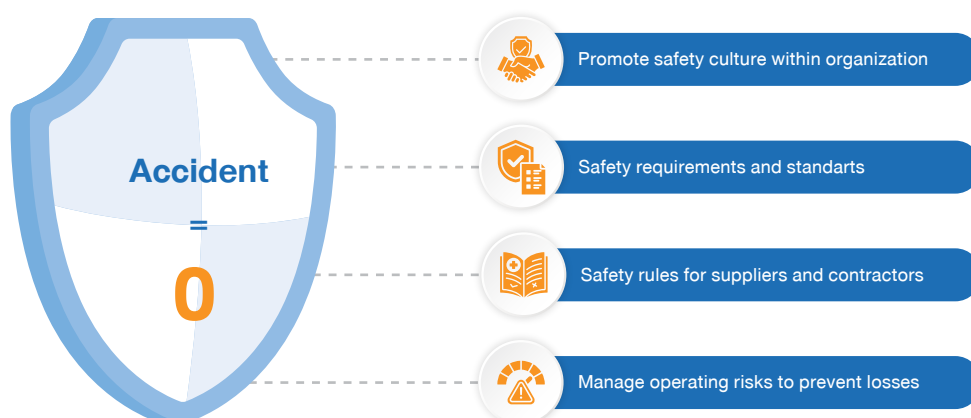 Accident
=
0
Promote safety culture within organization
Safety requirements and standarts
Safety rules for suppliers and contractors
Manage operating risks to prevent losses